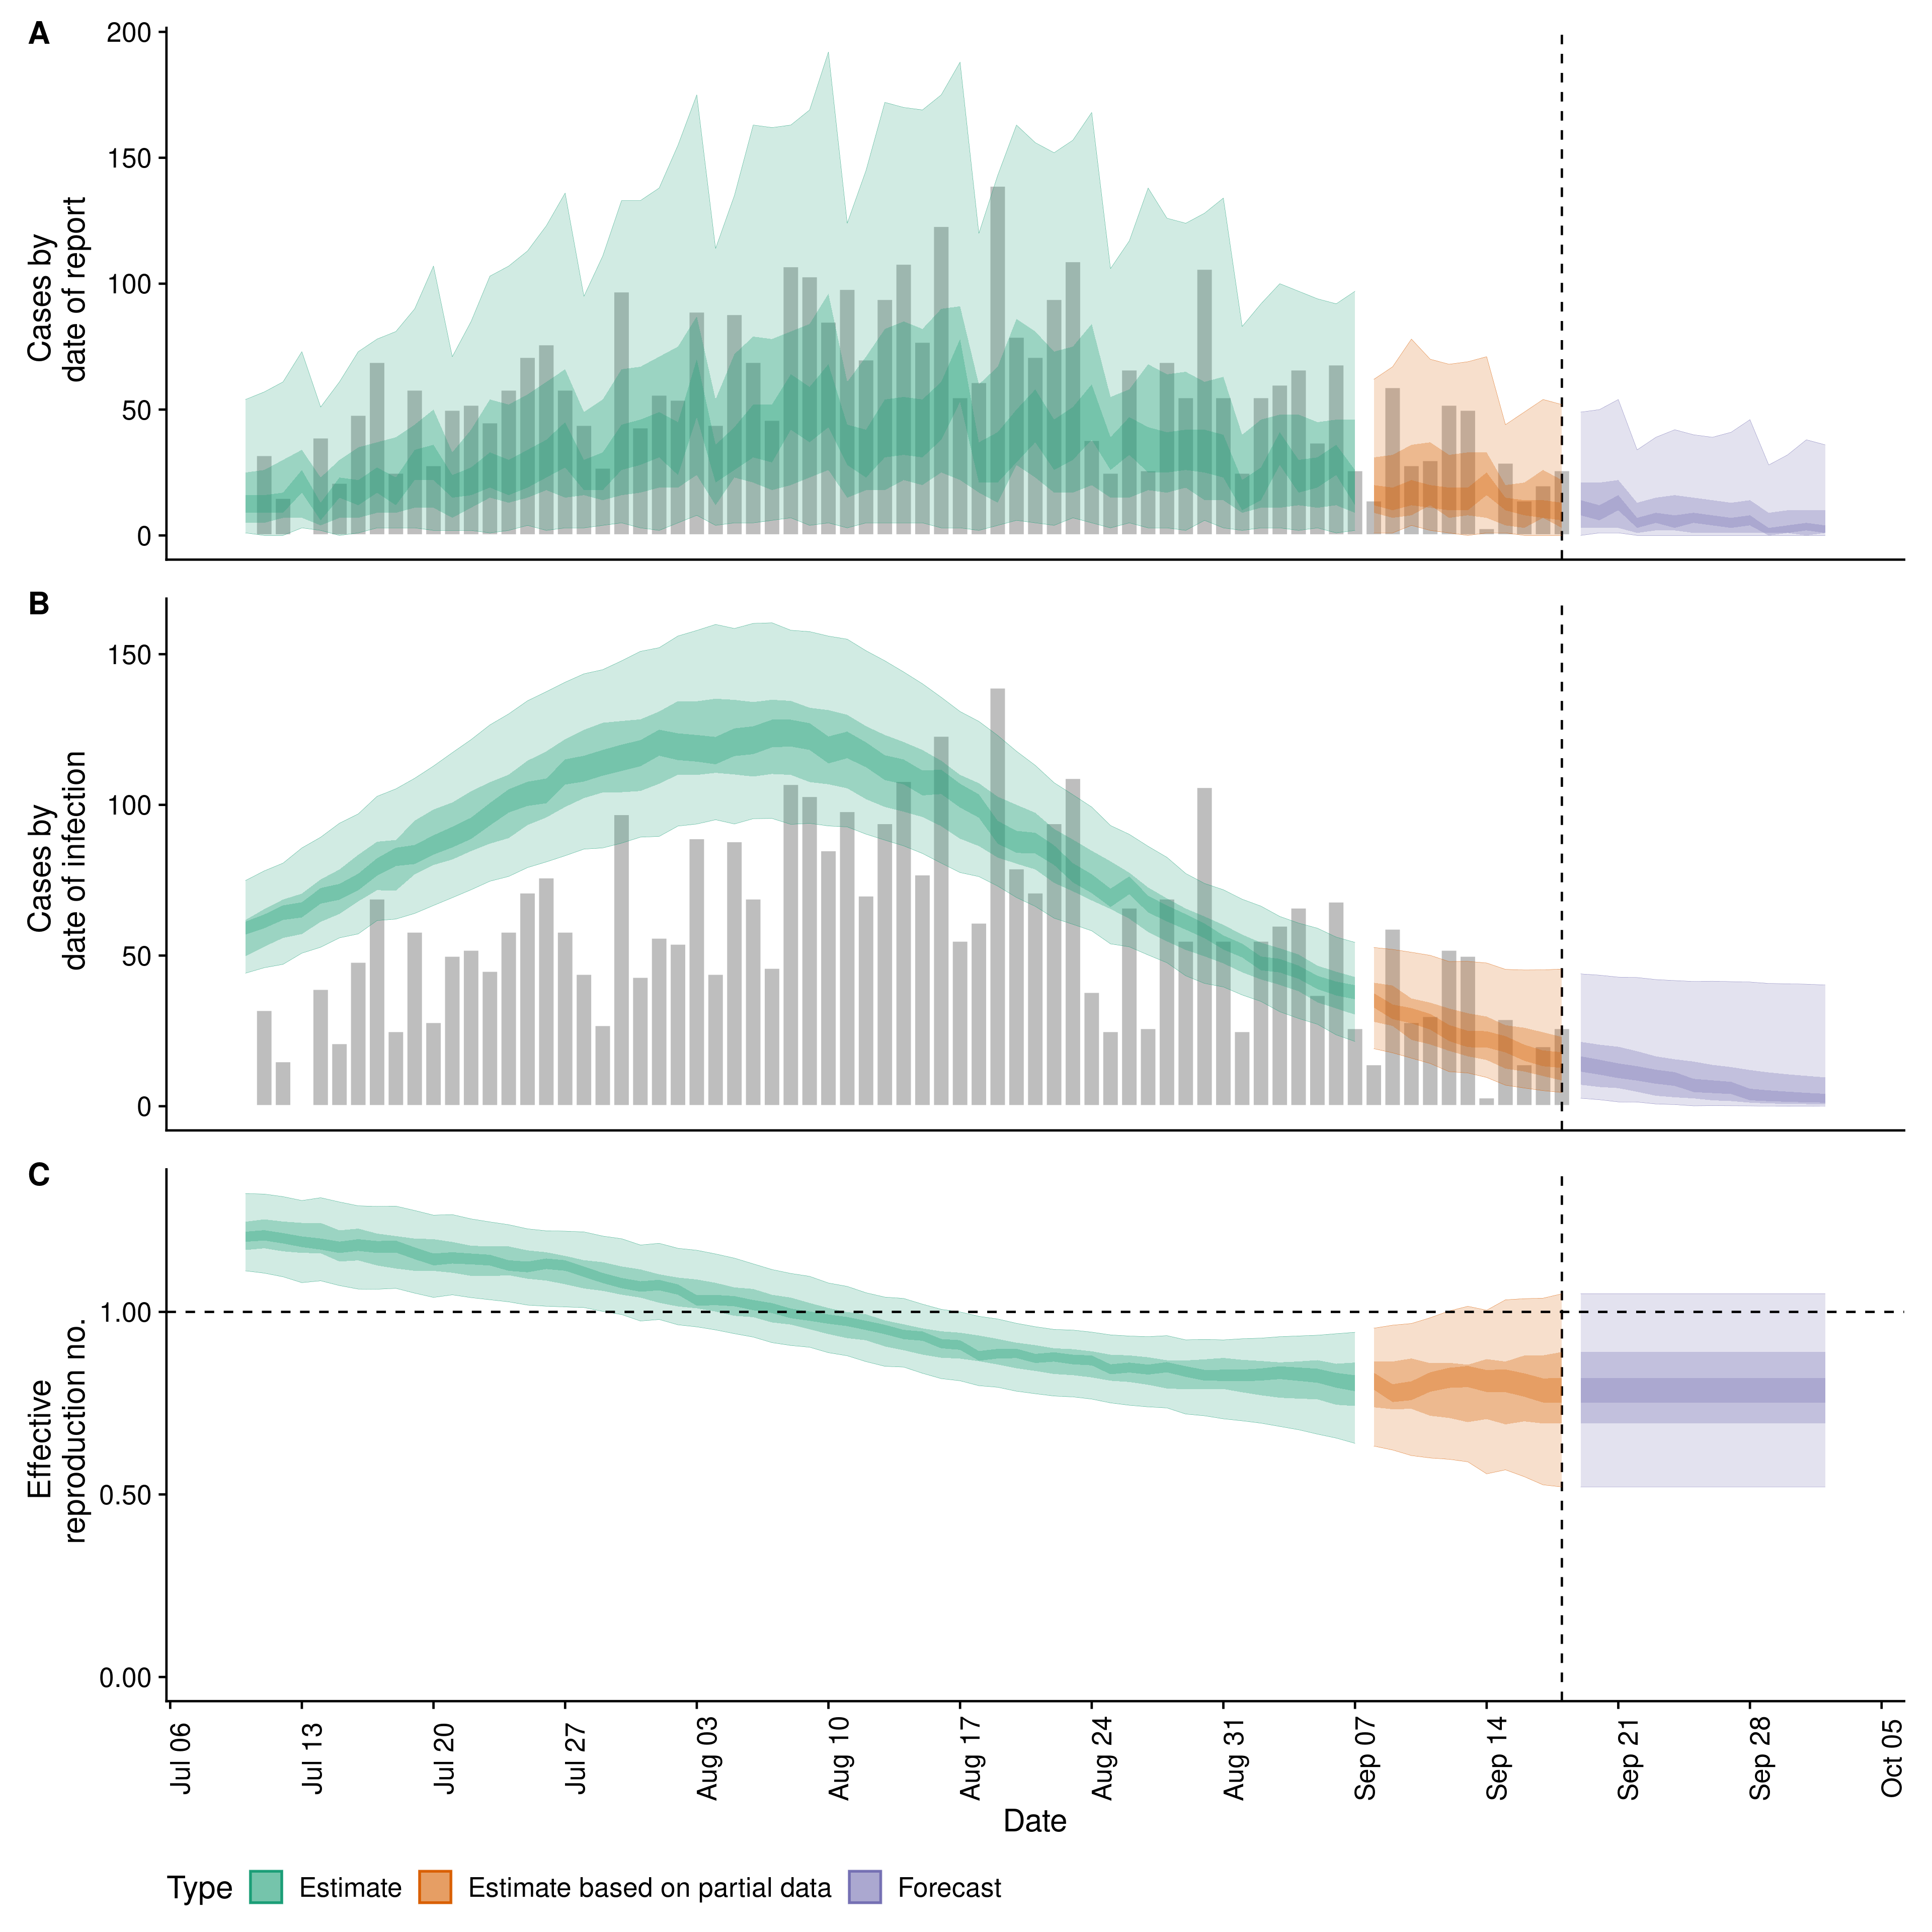 A
200
150
100
50
0
Cases by
date of report
B
150
100
50
0
Cases by
date of infection
C
1.00
0.50
0.00
Effective
reproduction no.
Jul 06
Jul 13
Jul 20
Jul 27
Aug 03
Aug 10
Aug 17
Aug 24
Aug 31
Sep 07
Sep 14
Sep 21
Sep 28
Oct 05
Date
Type Estimate Estimate based on partial data Forecast